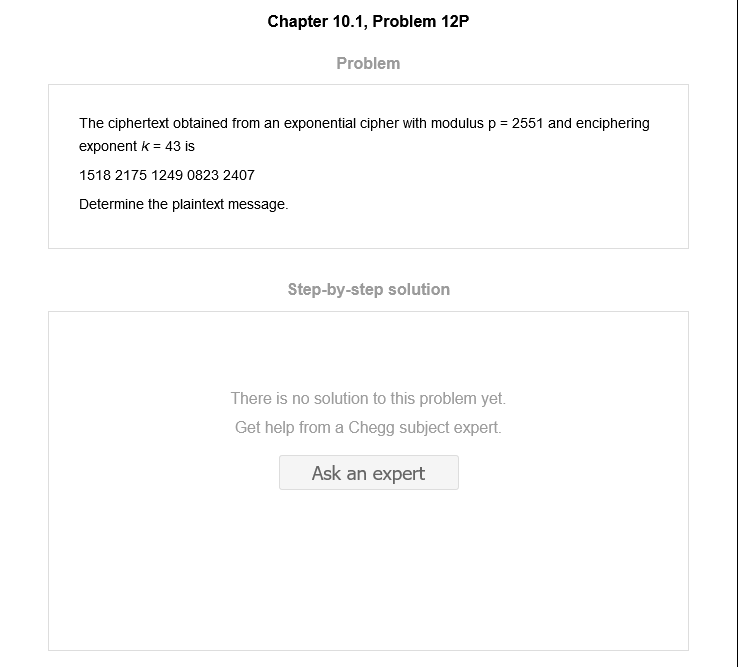 Chapter 10.1, Problem 12P
Problem
The ciphertext obtained from an exponential cipher with modulus p = 2551 and enciphering
exponent k = 43 is
1518 2175 1249 0823 2407
Determine the plaintext message.
Step-by-step solution
There is no solution to this problem yet.
Get help from a Chegg subject expert.
Ask an expert